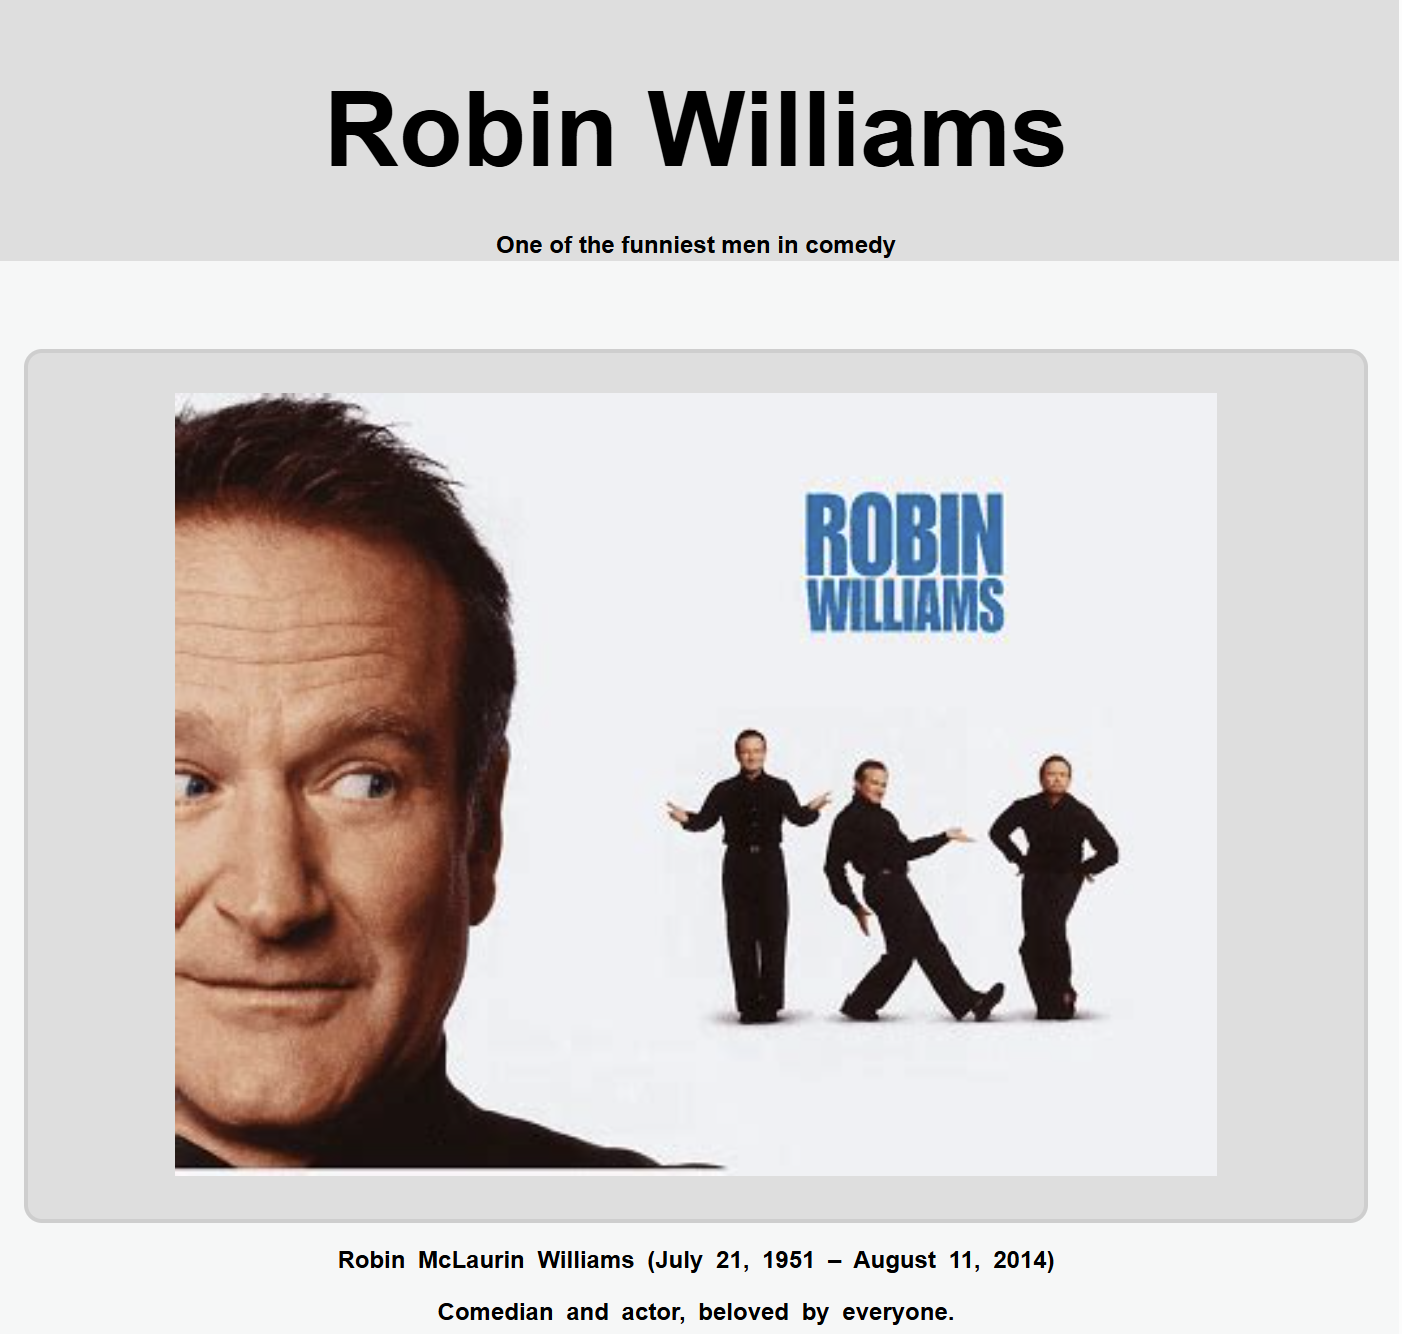 Robin Williams
One of the funniest men in comedy
ROBIN
WILLIAMS
Robin McLaurin Williams (July 21, 1951 – August 11, 2014)
Comedian and actor, beloved by everyone.